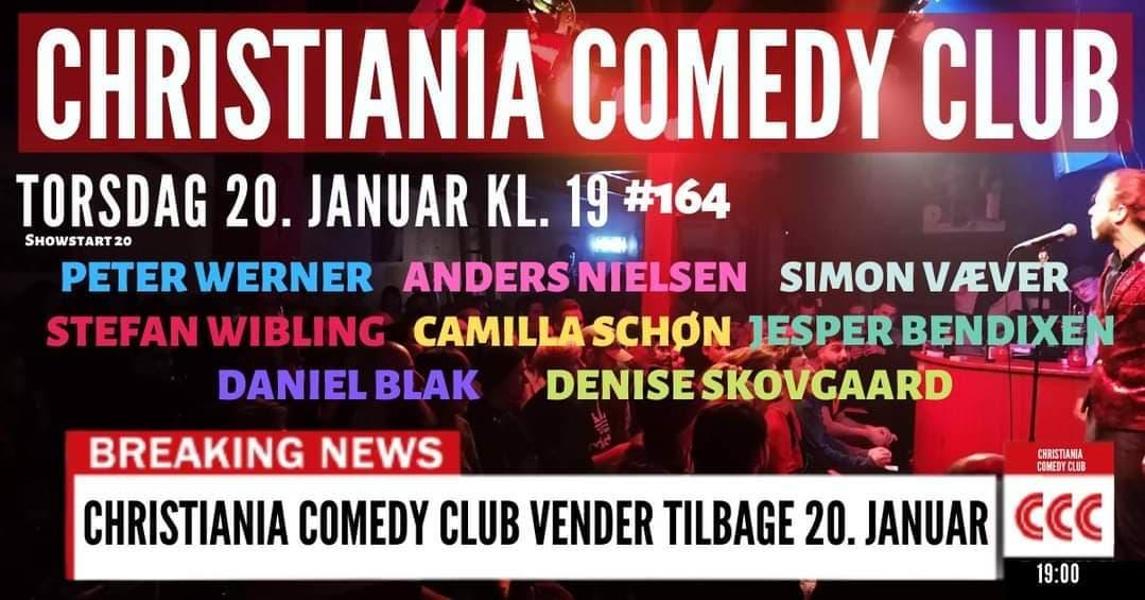 CHRISTIANIA COMEDY CLUB
TORSDAG 20. JANUAR KL. 19 #164
SHOWSTART 20
PETER WERNER ANDERS NIELSEN SIMON VÆVER
STEFAN WIBLING CAMILLA SCHØN JESPER BENDIXEN
DANIEL BLAK DENISE SKOVGAARD
BREAKING NEWS
CHRISTIANIA COMEDY CLUB VENDER TILBAGE 20. JANUAR
CHRISTIANIA
COMEDY CLUB
CCC
19:00